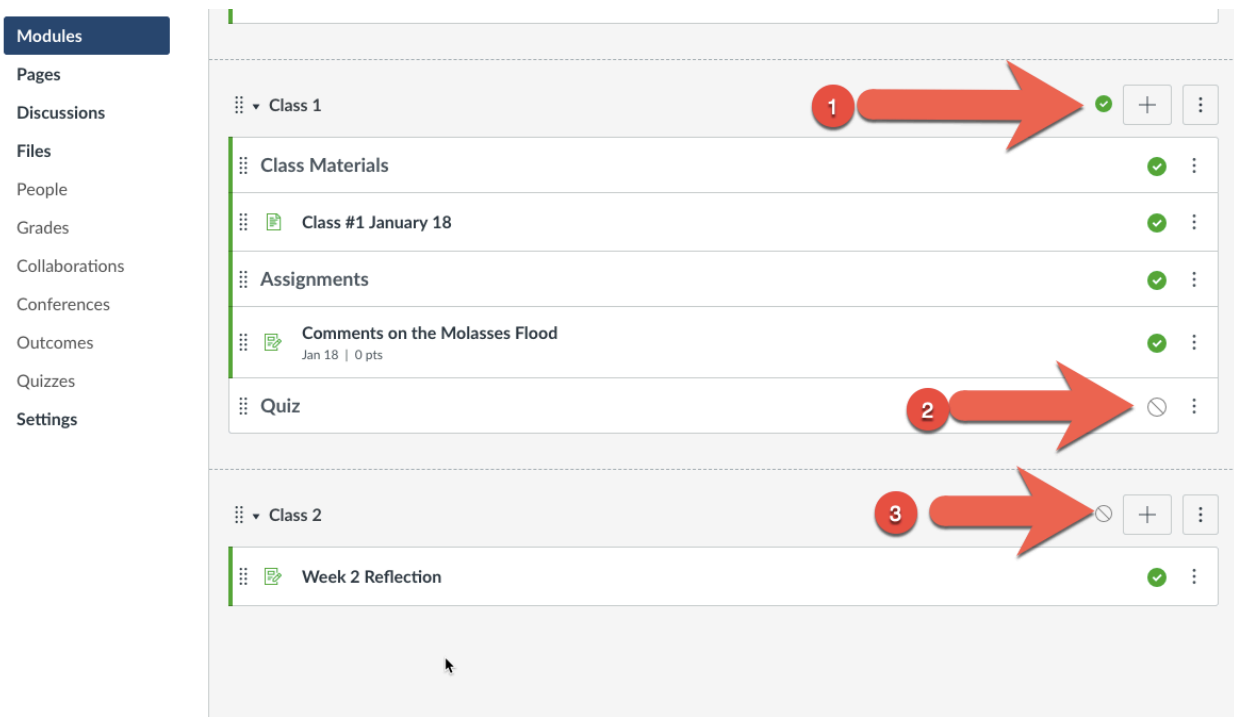 Modules
Pages
Discussions
Files
People
Grades
Collaborations
Conferences
Outcomes
Quizzes
Settings
Class 1
1
Class Materials
Class #1 January 18
Assignments
Comments on the Molasses Flood
Jan 18 | 0 pts
Quiz
2
Class 2
3
Week 2 Reflection